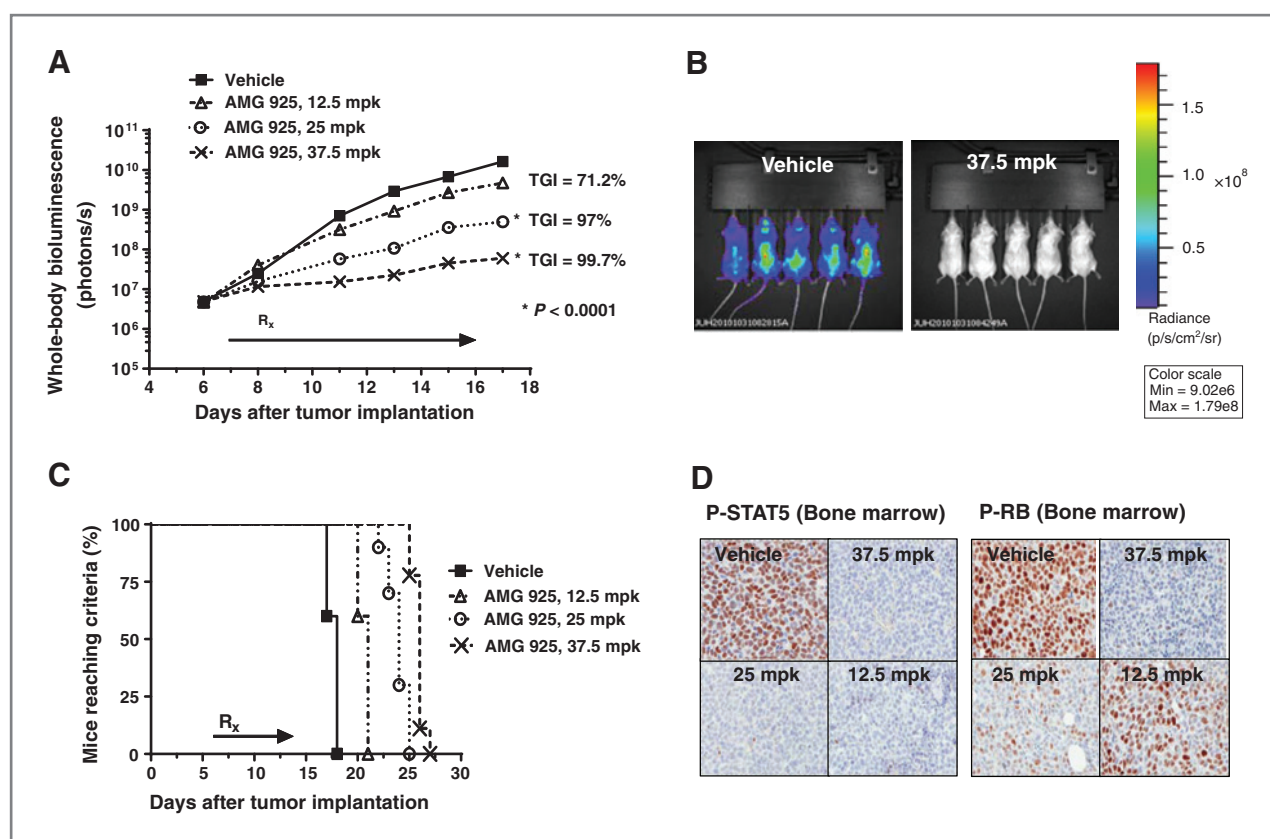 A
Vehicle
AMG 925, 12.5 mpk
AMG 925, 25 mpk
AMG 925, 37.5 mpk
Whole-body bioluminescence
(photons/s)
10¹¹
10¹⁰
10⁹
10⁸
10⁷
10⁶
10⁵
TGI = 71.2%
* TGI = 97%
* TGI = 99.7%
* P < 0.0001
Rx
4 6 8 10 11 13 14 16 18
Days after tumor implantation
B
Vehicle
37.5 mpk
JUH20101031082815A
JUH20101031084249A
1.5
1.0
×10⁸
0.5
Radiance
(p/s/cm²/sr)
Color scale
Min = 9.02e6
Max = 1.79e8
C
Mice reaching criteria (%)
100
75
50
25
0
Rx
0 5 10 15 20 25 30
Days after tumor implantation
Vehicle
AMG 925, 12.5 mpk
AMG 925, 25 mpk
AMG 925, 37.5 mpk
D
P-STAT5 (Bone marrow)
Vehicle
37.5 mpk
25 mpk
12.5 mpk
P-RB (Bone marrow)
Vehicle
37.5 mpk
25 mpk
12.5 mpk